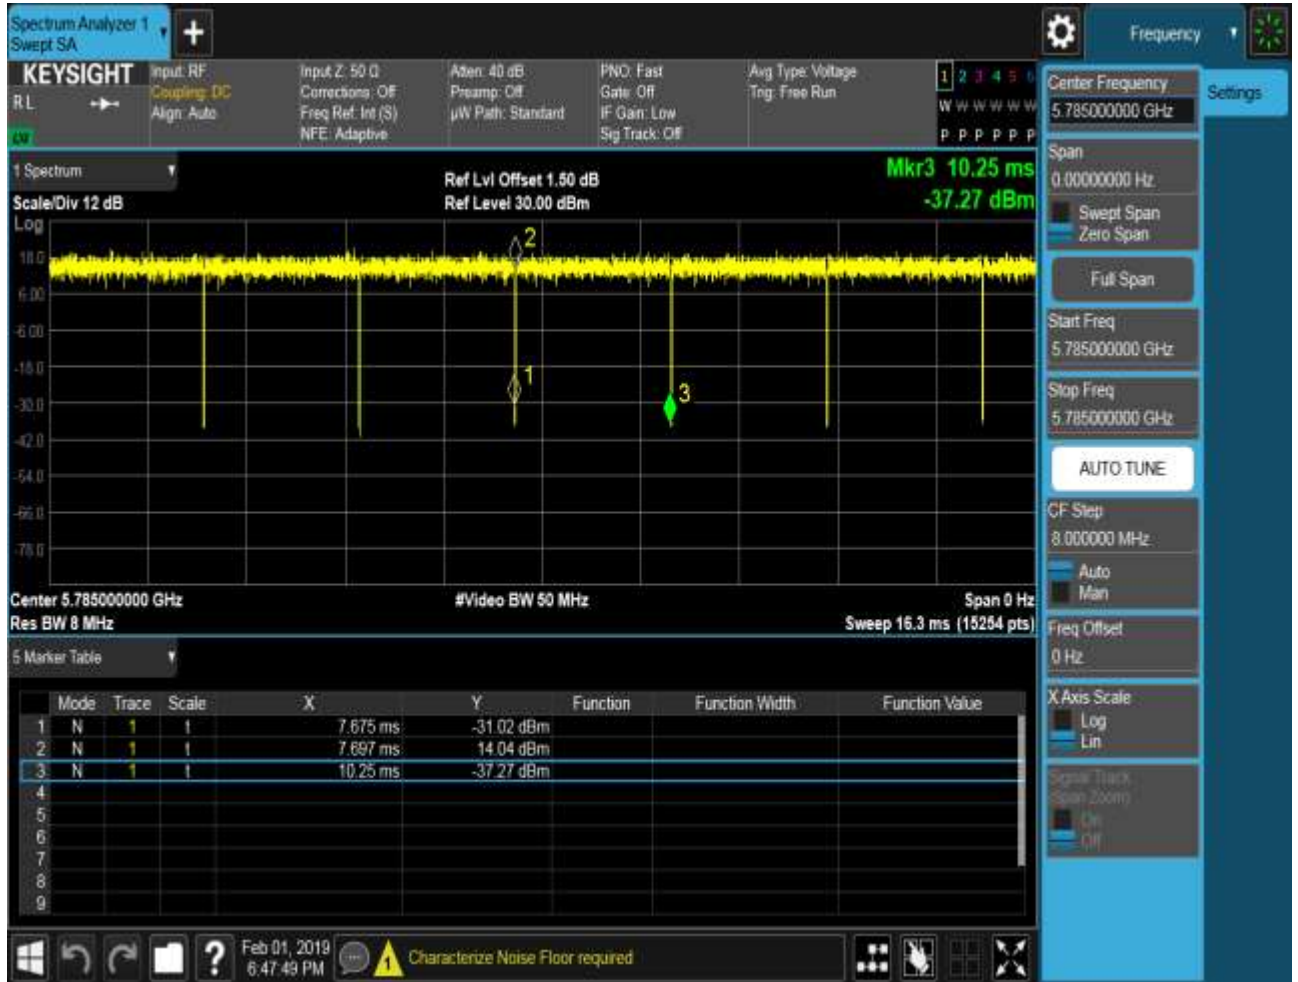 Spectrum Analyzer 1
Swept SA
+
Frequency
KEYSIGHT
RL
Input: RF
Coupling: DC
Align: Auto
Input Z: 50 Ω
Corrections: Off
Freq Ref: Int (S)
NFE: Adaptive
Atten: 40 dB
Preamp: Off
µW Path: Standard
PNO: Fast
Gate: Off
IF Gain: Low
Sig Track: Off
Avg Type: Voltage
Trig: Free Run
1 2 3 4 5 6
W W W W W W
P P P P P P
1 Spectrum
Scale/Div 12 dB
Log
Ref Lvl Offset 1.50 dB
Ref Level 30.00 dBm
Mkr3 10.25 ms
-37.27 dBm
18.0
6.00
-6.00
-18.0
-30.0
-42.0
-54.0
-66.0
-78.0
2
1
3
Center 5.785000000 GHz
#Video BW 50 MHz
Span 0 Hz
Res BW 8 MHz
Sweep 16.3 ms (15254 pts)
5 Marker Table
Mode Trace Scale X Y Function Function Width Function Value
1 N 1 t 7.675 ms -31.02 dBm
2 N 1 t 7.697 ms 14.04 dBm
3 N 1 t 10.25 ms -37.27 dBm
4
5
6
7
8
9
Feb 01, 2019
6:47:49 PM
?
1
Characterize Noise Floor required
Center Frequency
5.785000000 GHz
Settings
Span
0.00000000 Hz
Swept Span
Zero Span
Full Span
Start Freq
5.785000000 GHz
Stop Freq
5.785000000 GHz
AUTO TUNE
CF Step
8.000000 MHz
Auto
Man
Freq Offset
0 Hz
X Axis Scale
Log
Lin
Signal Track
(Span Zoom)
On
Off